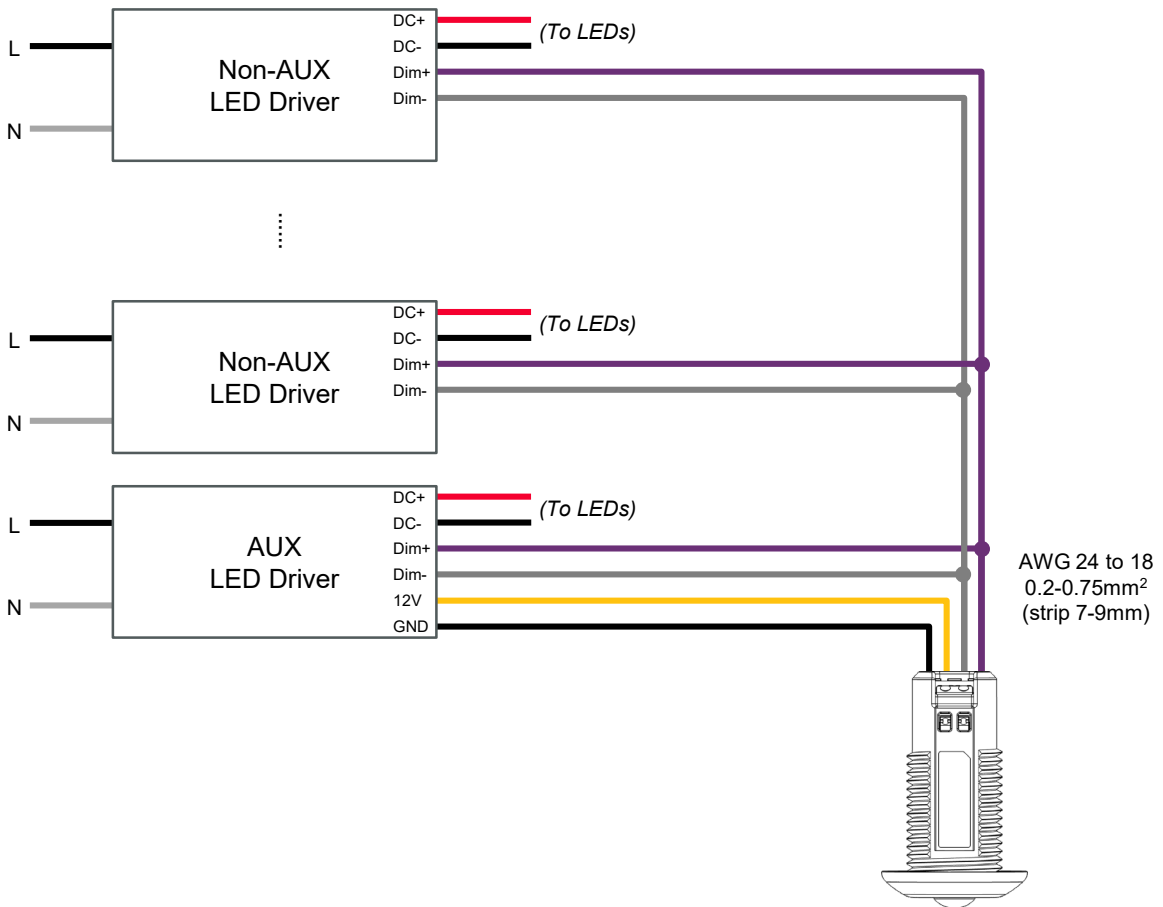 L
N
Non-AUX
LED Driver
DC+
DC-
Dim+
Dim-
(To LEDs)
L
N
Non-AUX
LED Driver
DC+
DC-
Dim+
Dim-
(To LEDs)
L
N
AUX
LED Driver
DC+
DC-
Dim+
Dim-
12V
GND
(To LEDs)
AWG 24 to 18
0.2-0.75mm²
(strip 7-9mm)